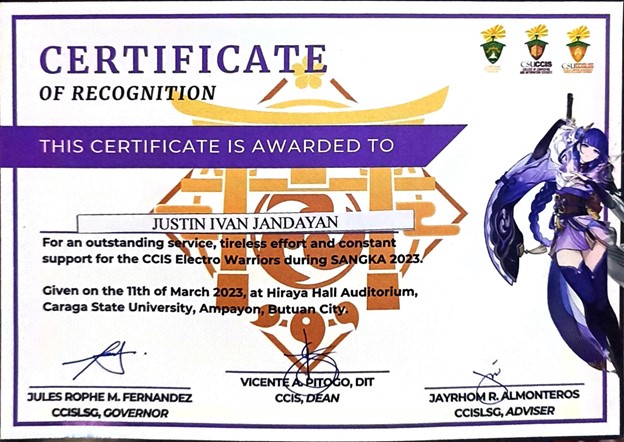 CERTIFICATE
OF RECOGNITION
CSUCCIS
THIS CERTIFICATE IS AWARDED TO
JUSTIN IVAN JANDAYAN
For an outstanding service, tireless effort and constant
support for the CCIS Electro Warriors during SANGKA 2023.
Given on the 11th of March 2023, at Hiraya Hall Auditorium,
Caraga State University, Ampayon, Butuan City.
JULES ROPHE M. FERNANDEZ
CCISLSG, GOVERNOR
VICENTE A. PITOGO, DIT
CCIS, DEAN
JAYRHOM R. ALMONTEROS
CCISLSG, ADVISER